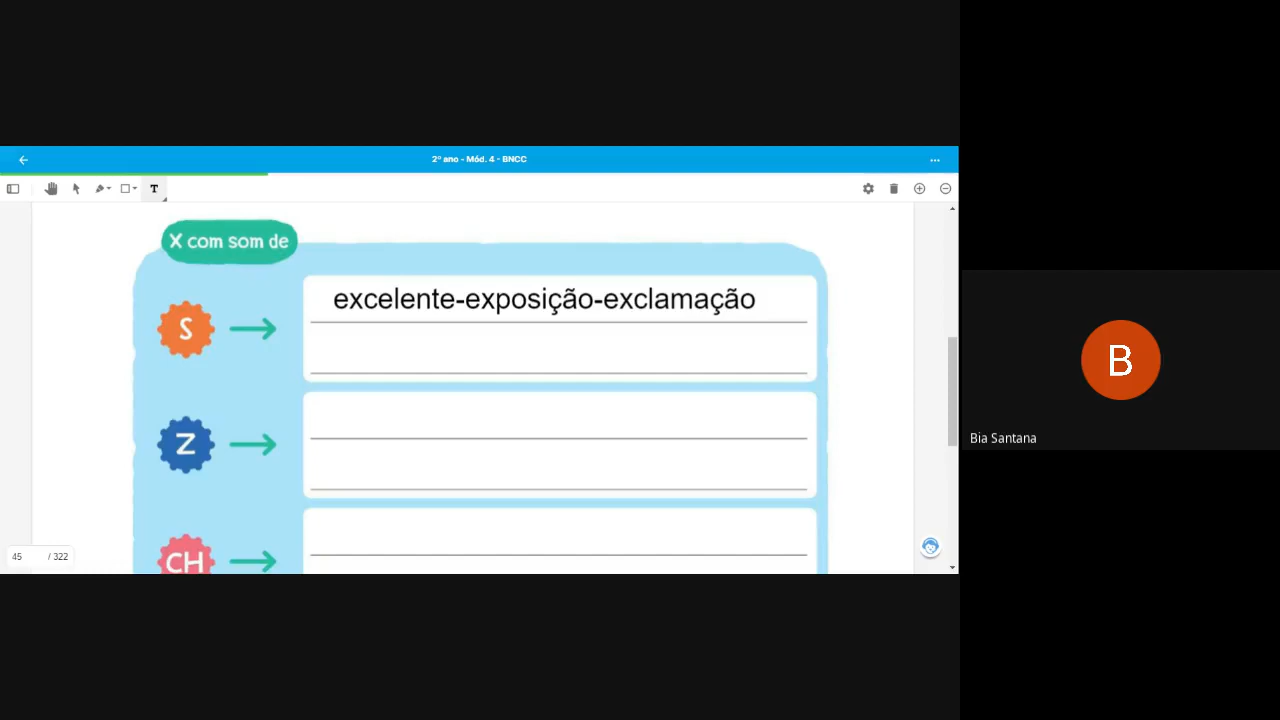 2º ano - Mód. 4 - BNCC
T
X com som de
excelente-exposição-exclamação
S
Z
CH
45 / 322
B
Bia Santana